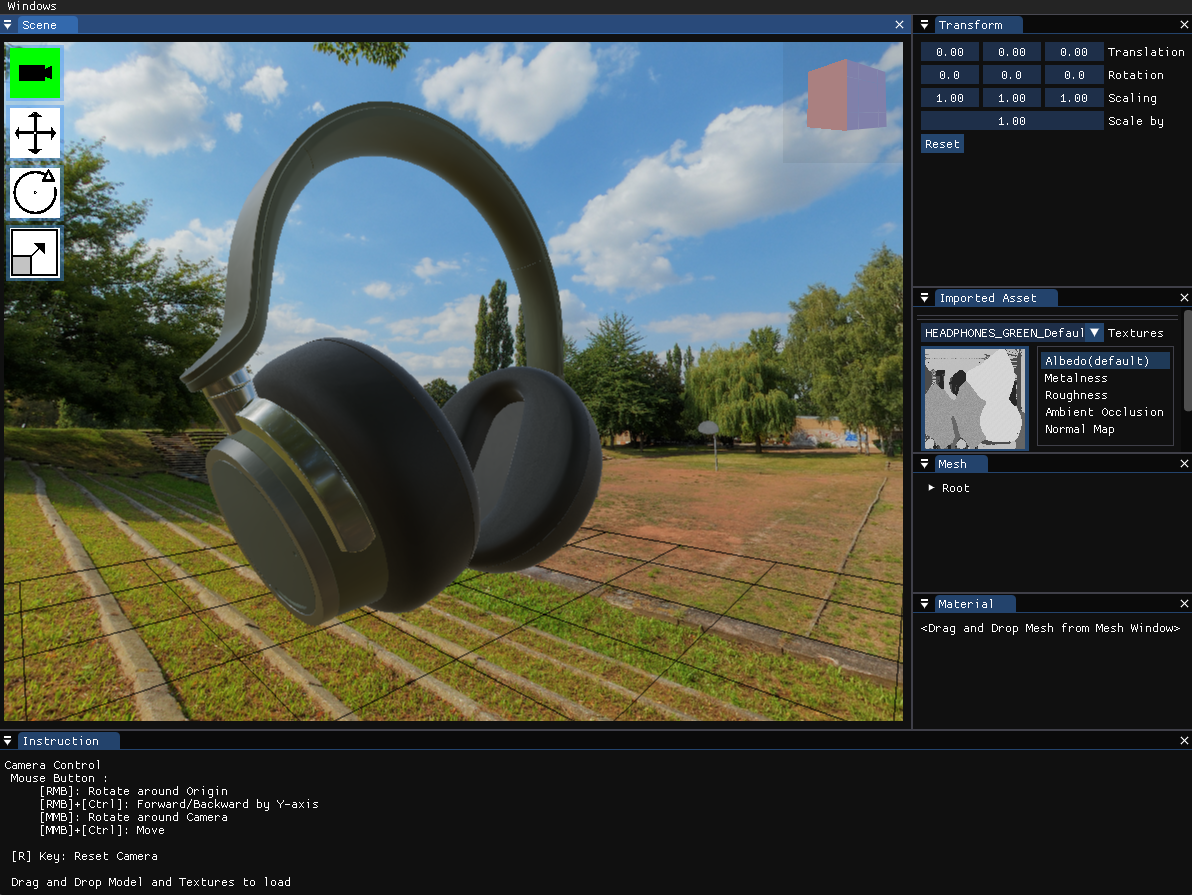 Windows
Scene
Transform
0.00 0.00 0.00 Translation
0.0 0.0 0.0 Rotation
1.00 1.00 1.00 Scaling
1.00 Scale by
Reset
Imported Asset
HEADPHONES_GREEN_Defaul Textures
Albedo(default)
Metalness
Roughness
Ambient Occlusion
Normal Map
Mesh
Root
Material
<Drag and Drop Mesh from Mesh Window>
Instruction
Camera Control
Mouse Button :
[RMB]: Rotate around Origin
[RMB]+[Ctrl]: Forward/Backward by Y-axis
[MMB]: Rotate around Camera
[MMB]+[Ctrl]: Move
[R] Key: Reset Camera
Drag and Drop Model and Textures to load